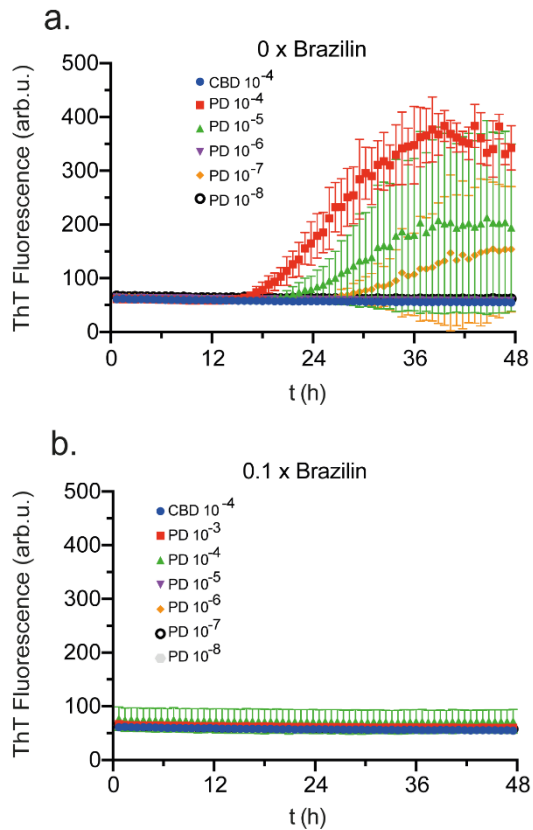 a.
0 x Brazilin
ThT Fluorescence (arb.u.)
500
400
300
200
100
0
CBD 10⁻⁴
PD 10⁻⁴
PD 10⁻⁵
PD 10⁻⁶
PD 10⁻⁷
PD 10⁻⁸
0 12 24 36 48
t (h)
b.
0.1 x Brazilin
ThT Fluorescence (arb.u.)
500
400
300
200
100
0
CBD 10⁻⁴
PD 10⁻³
PD 10⁻⁴
PD 10⁻⁵
PD 10⁻⁶
PD 10⁻⁷
PD 10⁻⁸
0 12 24 36 48
t (h)